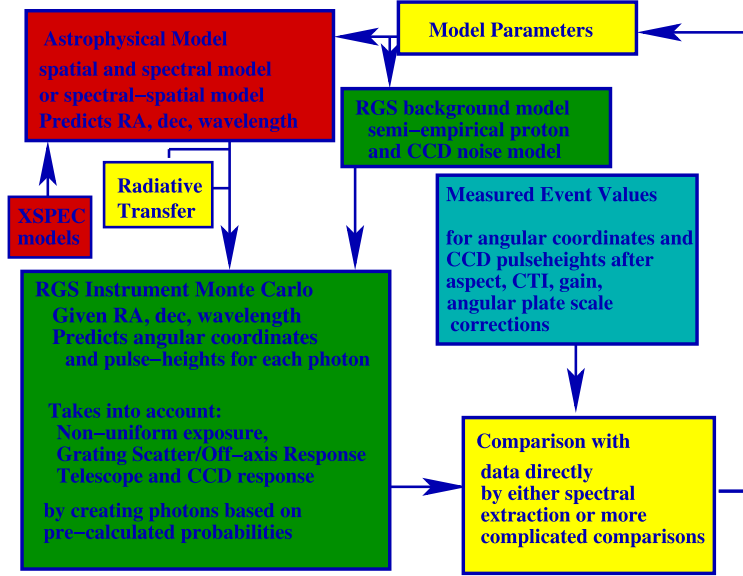 Model Parameters
Astrophysical Model
spatial and spectral model
or spectral−spatial model
Predicts RA, dec, wavelength
RGS background model
semi−empirical proton
and CCD noise model
Radiative
Transfer
XSPEC
models
Measured Event Values
for angular coordinates and
CCD pulseheights after
aspect, CTI, gain,
angular plate scale
corrections
RGS Instrument Monte Carlo
Given RA, dec, wavelength
Predicts angular coordinates
and pulse−heights for each photon
Takes into account:
Non−uniform exposure,
Grating Scatter/Off−axis Response
Telescope and CCD response
by creating photons based on
pre−calculated probabilities
Comparison with
data directly
by either spectral
extraction or more
complicated comparisons